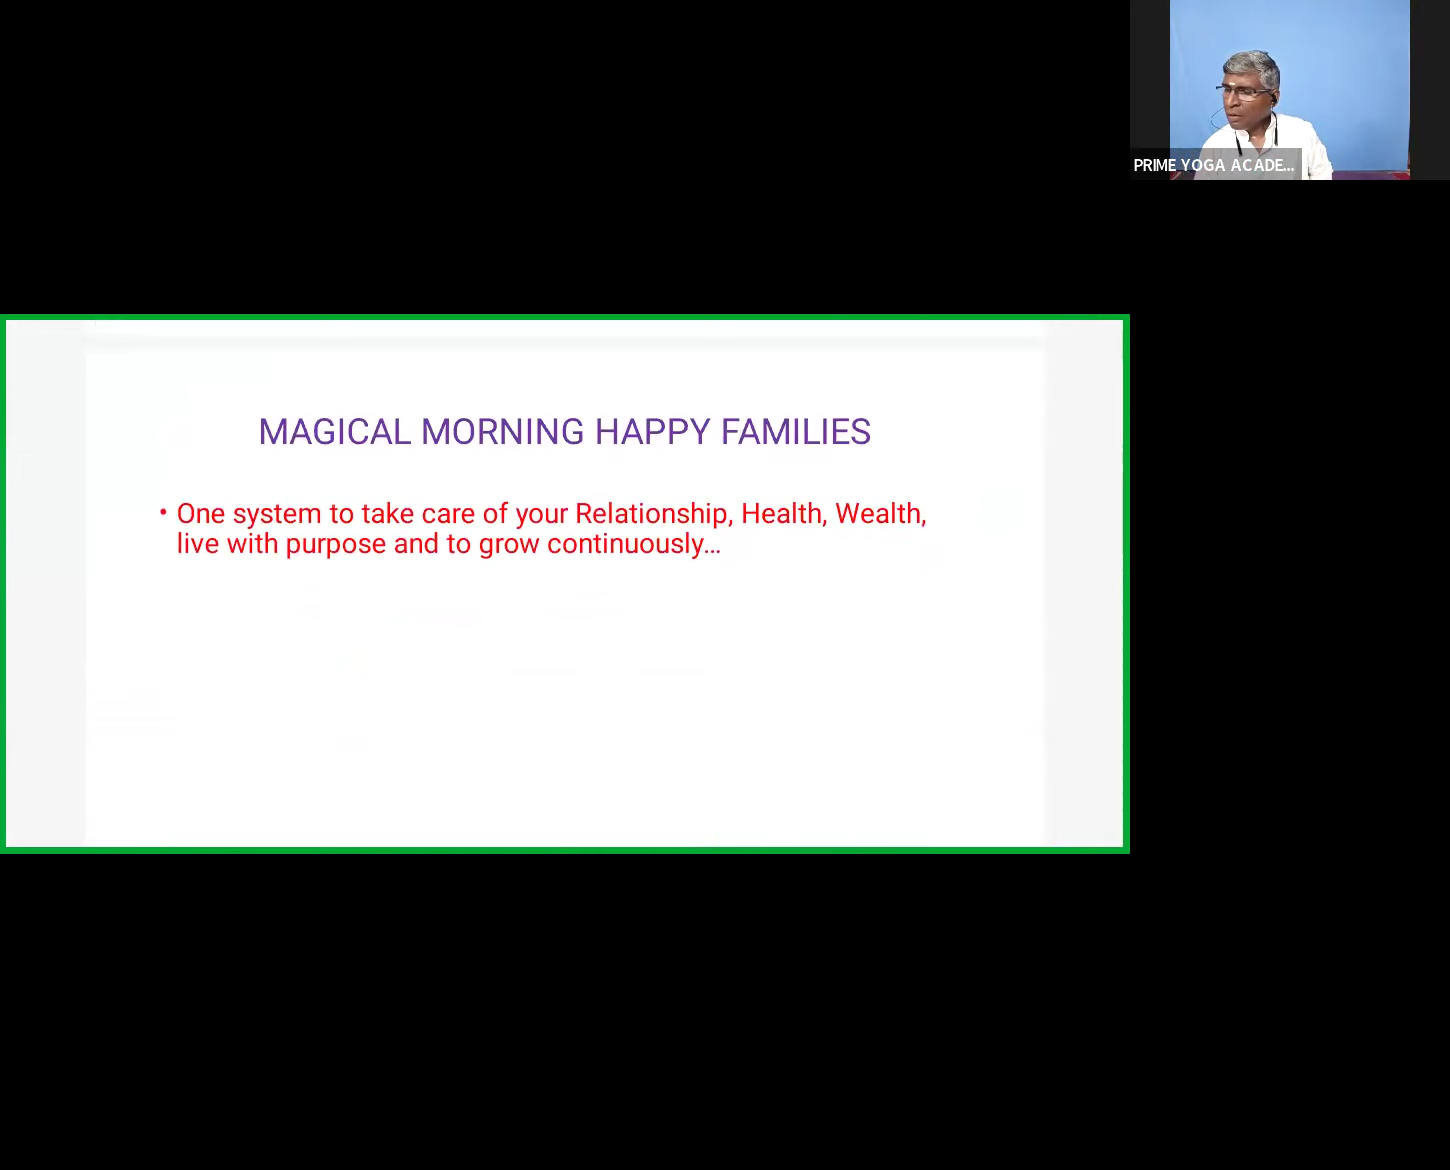 PRIME YOGA ACADE...
MAGICAL MORNING HAPPY FAMILIES
• One system to take care of your Relationship, Health, Wealth,
live with purpose and to grow continuously...